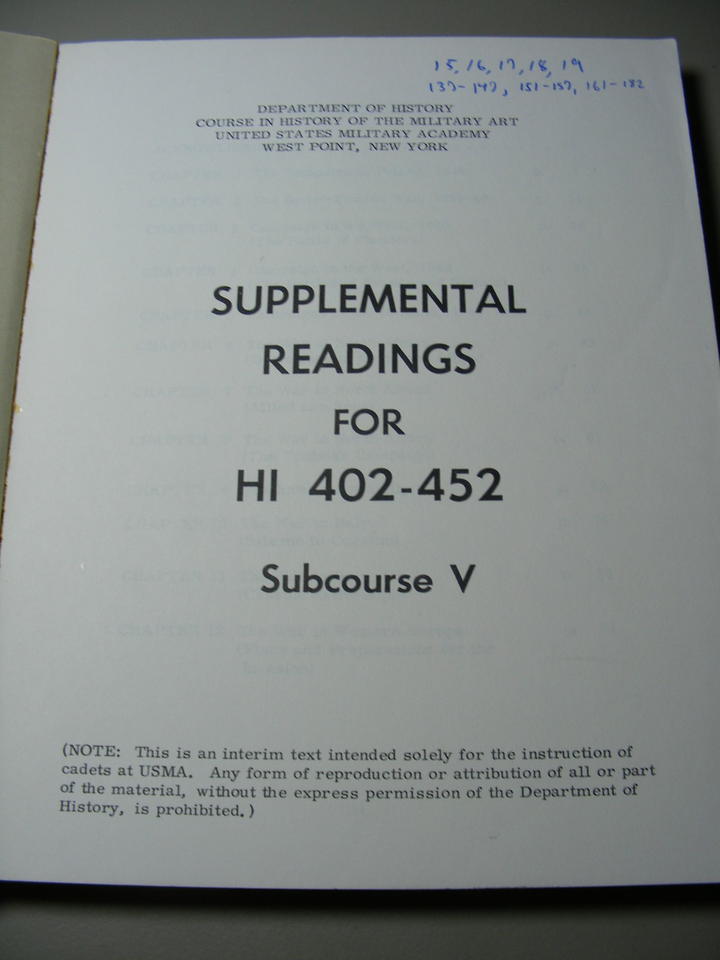 15, 16, 17, 18, 19
137-147, 151-157, 161-182
DEPARTMENT OF HISTORY
COURSE IN HISTORY OF THE MILITARY ART
UNITED STATES MILITARY ACADEMY
WEST POINT, NEW YORK
SUPPLEMENTAL
READINGS
FOR
HI 402-452
Subcourse V
(NOTE: This is an interim text intended solely for the instruction of
cadets at USMA. Any form of reproduction or attribution of all or part
of the material, without the express permission of the Department of
History, is prohibited.)